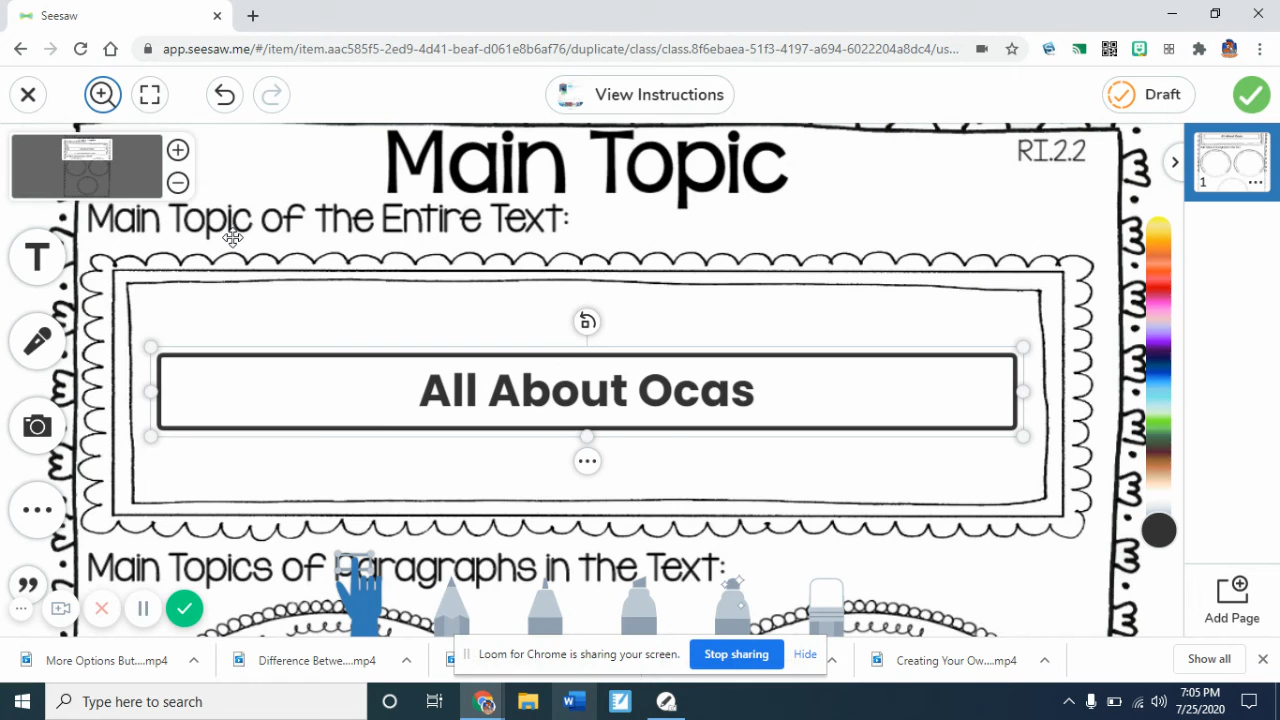 Seesaw
app.seesaw.me/#/item/item.aac585f5-2ed9-4d41-beaf-d061e8b6af76/duplicate/class/class.8f6ebaea-51f3-4197-a694-6022204a8dc4/us...
View Instructions
Draft
Main Topic
RI.2.2
1
Main Topic of the Entire Text:
T
All About Ocas
Main Topics of Paragraphs in the Text:
Add Page
More Options But....mp4
Difference Betwe....mp4
Loom for Chrome is sharing your screen.
Stop sharing
Hide
Creating Your Ow....mp4
Show all
Type here to search
7:05 PM
7/25/2020